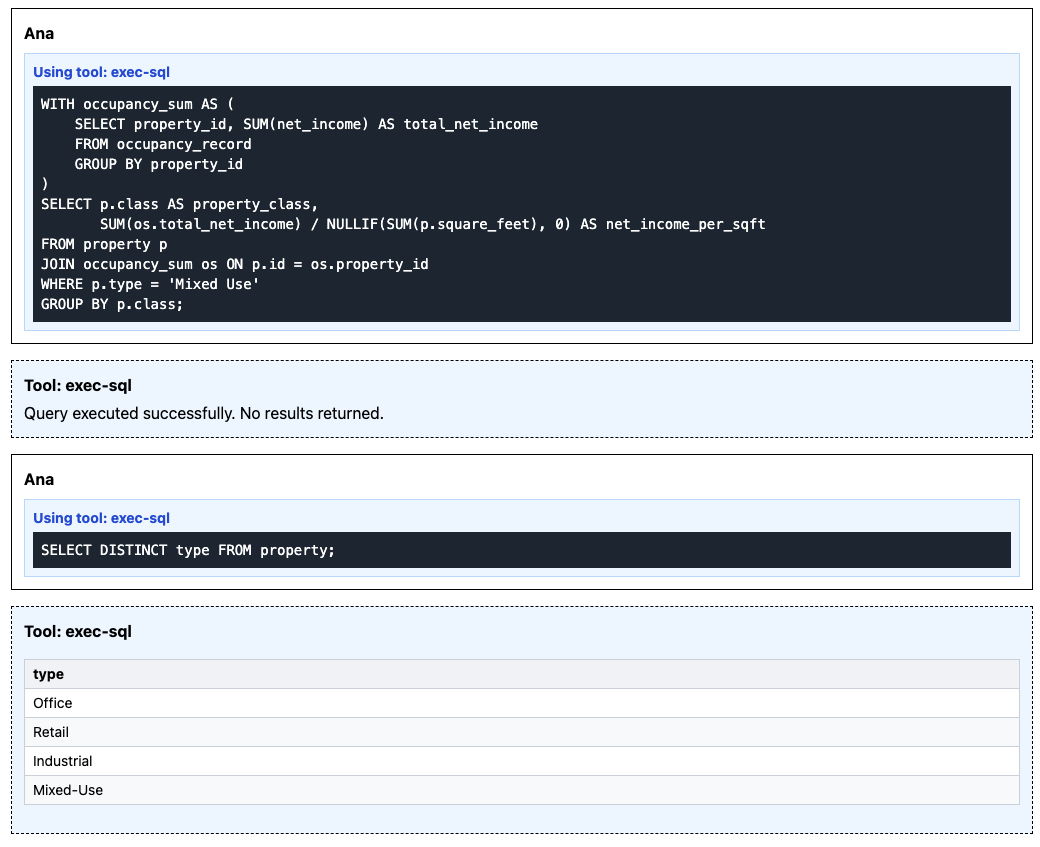 Ana
Using tool: exec-sql
WITH occupancy_sum AS (
    SELECT property_id, SUM(net_income) AS total_net_income
    FROM occupancy_record
    GROUP BY property_id
)
SELECT p.class AS property_class,
       SUM(os.total_net_income) / NULLIF(SUM(p.square_feet), 0) AS net_income_per_sqft
FROM property p
JOIN occupancy_sum os ON p.id = os.property_id
WHERE p.type = 'Mixed Use'
GROUP BY p.class;
Tool: exec-sql
Query executed successfully. No results returned.
Ana
Using tool: exec-sql
SELECT DISTINCT type FROM property;
Tool: exec-sql
type
Office
Retail
Industrial
Mixed-Use